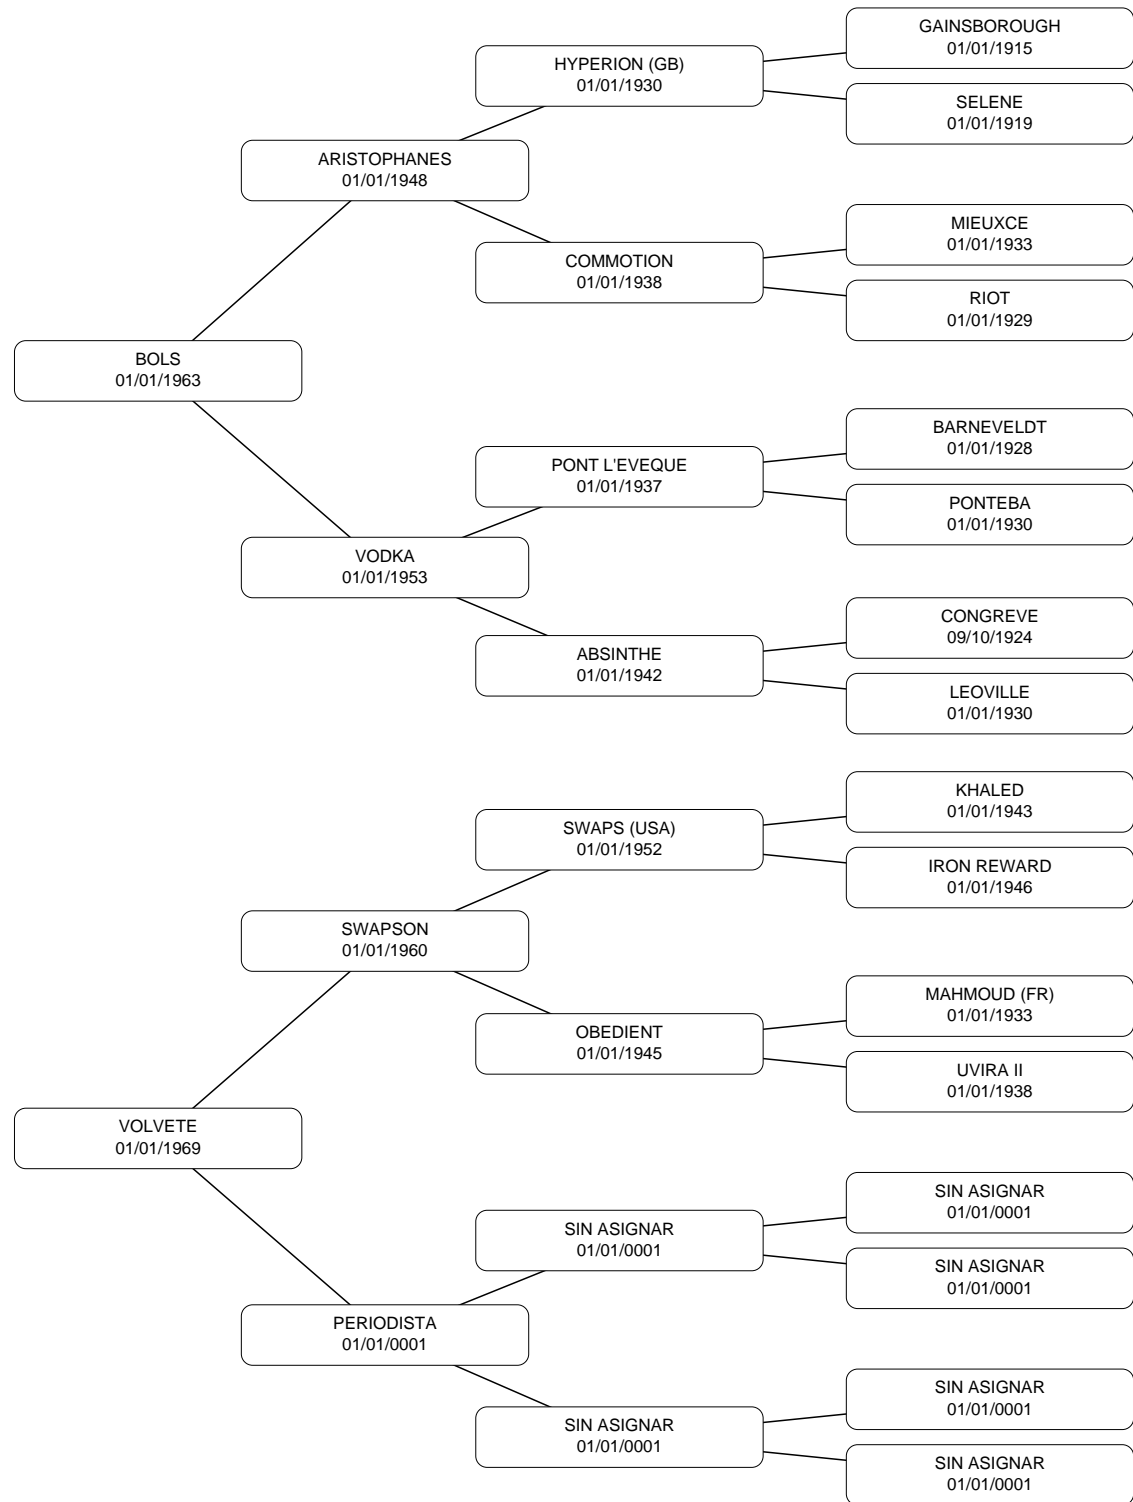 GAINSBOROUGH
01/01/1915
HYPERION (GB)
01/01/1930
SELENE
01/01/1919
ARISTOPHANES
01/01/1948
MIEUXCE
01/01/1933
COMMOTION
01/01/1938
RIOT
01/01/1929
BOLS
01/01/1963
BARNEVELDT
01/01/1928
PONT L'EVEQUE
01/01/1937
PONTEBA
01/01/1930
VODKA
01/01/1953
CONGREVE
09/10/1924
ABSINTHE
01/01/1942
LEOVILLE
01/01/1930
KHALED
01/01/1943
SWAPS (USA)
01/01/1952
IRON REWARD
01/01/1946
SWAPSON
01/01/1960
MAHMOUD (FR)
01/01/1933
OBEDIENT
01/01/1945
UVIRA II
01/01/1938
VOLVETE
01/01/1969
SIN ASIGNAR
01/01/0001
SIN ASIGNAR
01/01/0001
SIN ASIGNAR
01/01/0001
PERIODISTA
01/01/0001
SIN ASIGNAR
01/01/0001
SIN ASIGNAR
01/01/0001
SIN ASIGNAR
01/01/0001